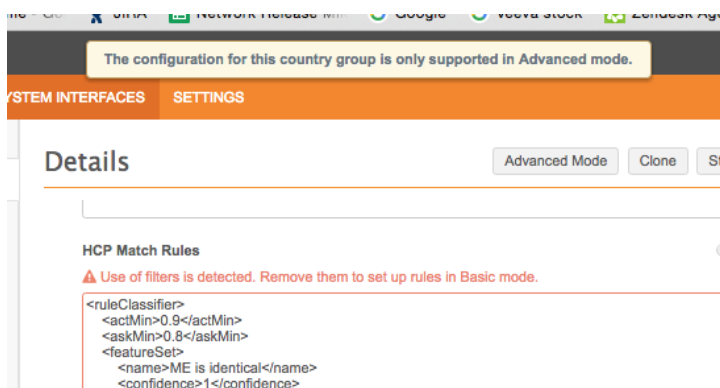 JIRA Network Release Google veeva stock Zendesk
The configuration for this country group is only supported in Advanced mode.
INTERFACES SETTINGS
Details Advanced Mode Clone
HCP Match Rules
Use of filters is detected. Remove them to set up rules in Basic mode.
<ruleClassifier>
<actMin>0.9</actMin>
<askMin>0.8</askMin>
<featureSet>
<name>ME is identical</name>
<confidence>1</confidence>